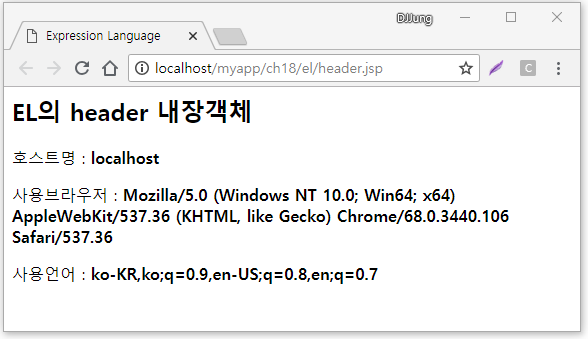 DJJung
Expression Language
localhost/myapp/ch18/el/header.jsp
C
EL의 header 내장객체
호스트명 : localhost
사용브라우저 : Mozilla/5.0 (Windows NT 10.0; Win64; x64)
AppleWebKit/537.36 (KHTML, like Gecko) Chrome/68.0.3440.106
Safari/537.36
사용언어 : ko-KR,ko;q=0.9,en-US;q=0.8,en;q=0.7